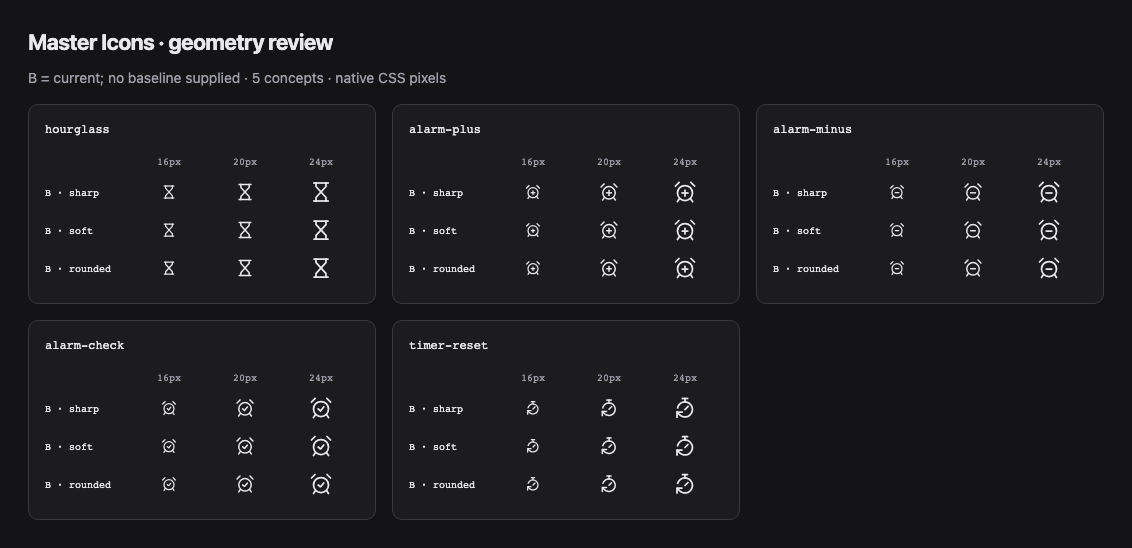 Master Icons · geometry review
B = current; no baseline supplied · 5 concepts · native CSS pixels
hourglass
16px 20px 24px
B · sharp
B · soft
B · rounded
alarm-plus
16px 20px 24px
B · sharp
B · soft
B · rounded
alarm-minus
16px 20px 24px
B · sharp
B · soft
B · rounded
alarm-check
16px 20px 24px
B · sharp
B · soft
B · rounded
timer-reset
16px 20px 24px
B · sharp
B · soft
B · rounded